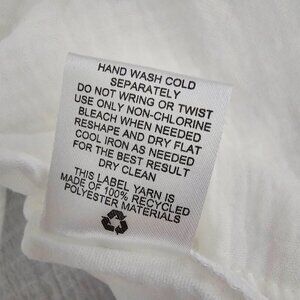 HAND WASH COLD
SEPARATELY
DO NOT WRING OR TWIST
USE ONLY NON-CHLORINE
BLEACH WHEN NEEDED
RESHAPE AND DRY FLAT
COOL IRON AS NEEDED
FOR THE BEST RESULT
DRY CLEAN
THIS LABEL YARN IS
MADE OF 100% RECYCLED
POLYESTER MATERIALS